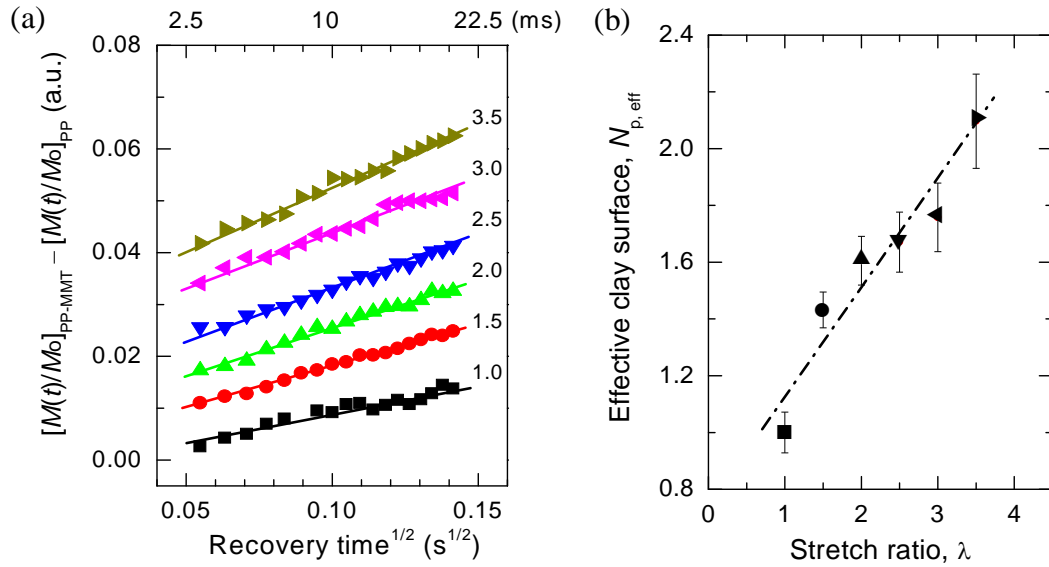 (a)
2.5 10 22.5 (ms)
[M(t)/Mo]PP-MMT − [M(t)/Mo]PP (a.u.)
0.08
0.06
0.04
0.02
0.00
3.5
3.0
2.5
2.0
1.5
1.0
0.05 0.10 0.15
Recovery time1/2 (s1/2)
(b)
Effective clay surface, Np, eff
2.4
2.0
1.6
1.2
0.8
0 1 2 3 4
Stretch ratio, λ